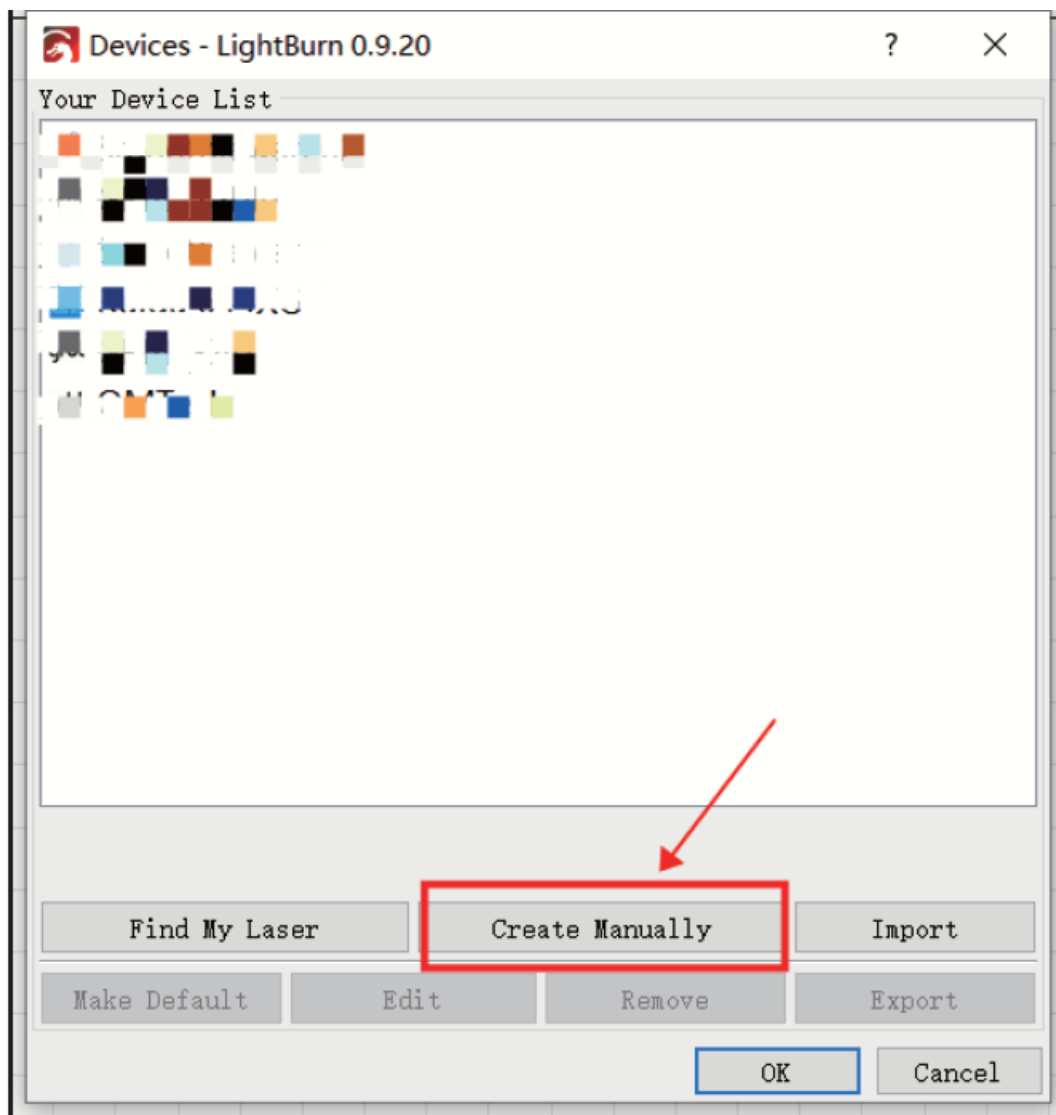 Devices - LightBurn 0.9.20
Your Device List
Find My Laser Create Manually Import
Make Default Edit Remove Export
OK Cancel